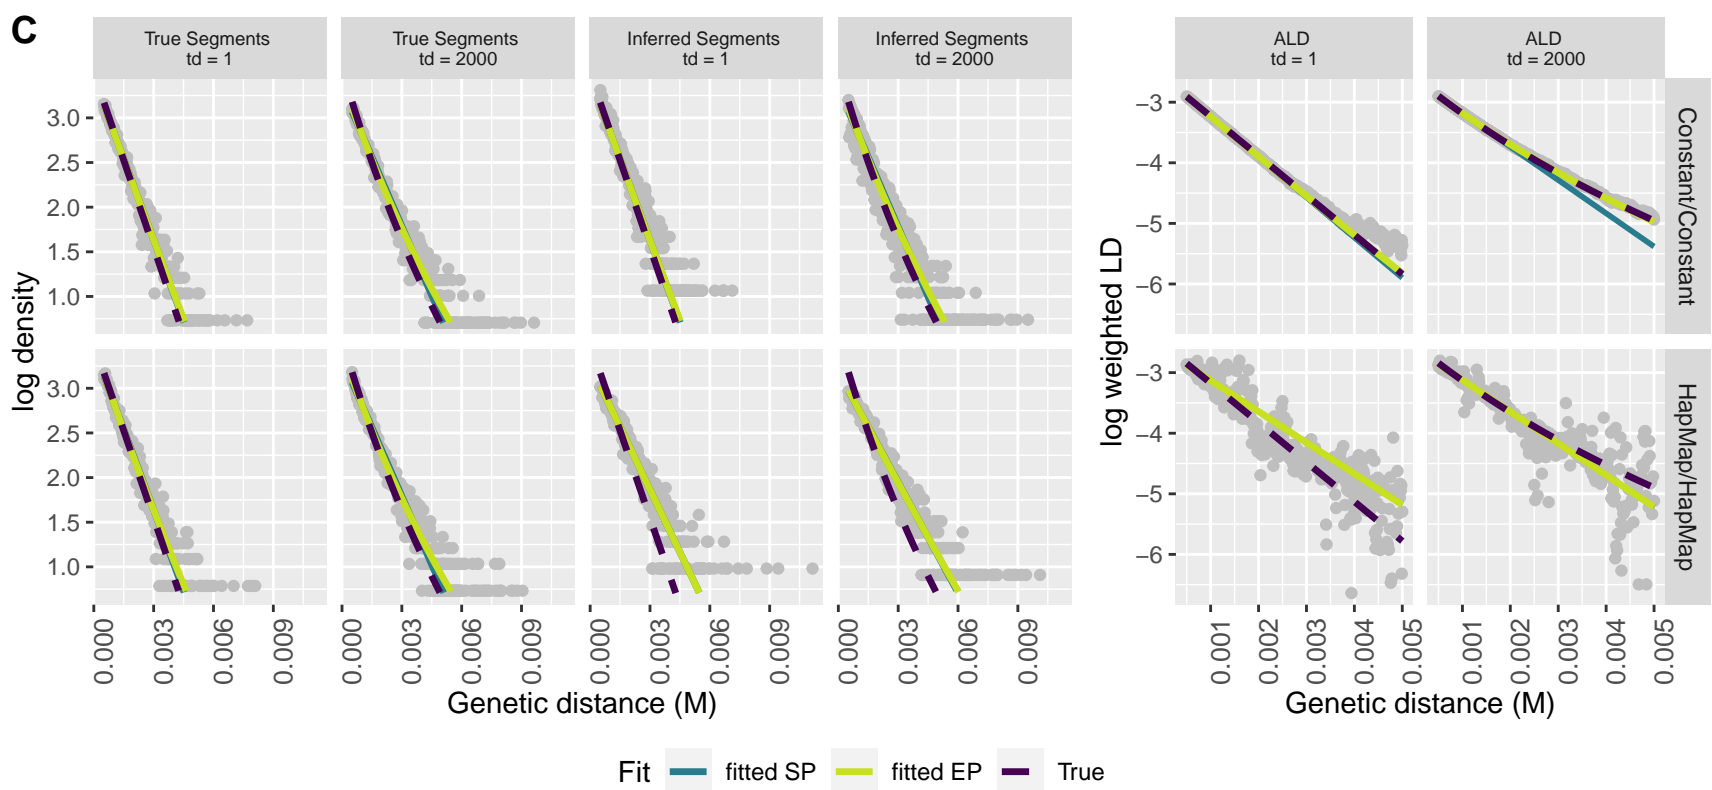 C
True Segments
td = 1
True Segments
td = 2000
Inferred Segments
td = 1
Inferred Segments
td = 2000
ALD
td = 1
ALD
td = 2000
log density
3.0
2.5
2.0
1.5
1.0
3.0
2.5
2.0
1.5
1.0
0.000
0.003
0.006
0.009
0.000
0.003
0.006
0.009
0.000
0.003
0.006
0.009
0.000
0.003
0.006
0.009
Genetic distance (M)
log weighted LD
−3
−4
−5
−6
−3
−4
−5
−6
Constant/Constant
HapMap/HapMap
0.001
0.002
0.003
0.004
0.005
0.001
0.002
0.003
0.004
0.005
Genetic distance (M)
Fit
fitted SP
fitted EP
True